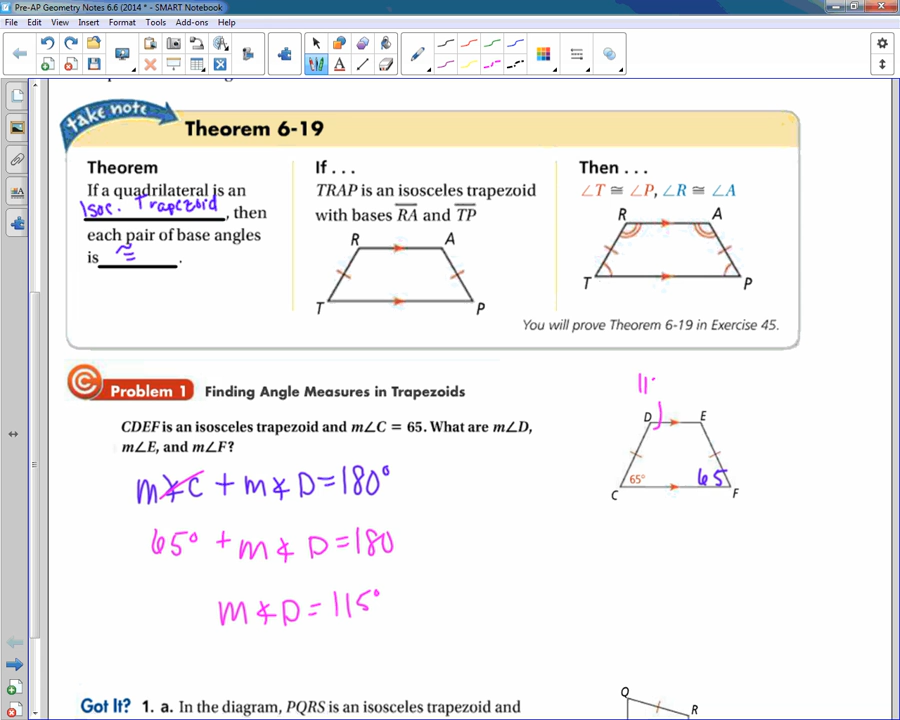 Pre-AP Geometry Notes 6.6 (2014 * - SMART Notebook
File Edit View Insert Format Tools Add-ons Help
take note
Theorem 6-19
Theorem
If a quadrilateral is an
Isoc. Trapezoid, then
each pair of base angles
is ≅.
If . . .
TRAP is an isosceles trapezoid
with bases RA and TP
R A
T P
Then . . .
∠T ≅ ∠P, ∠R ≅ ∠A
R A
T P
You will prove Theorem 6-19 in Exercise 45.
C Problem 1 Finding Angle Measures in Trapezoids
CDEF is an isosceles trapezoid and m∠C = 65. What are m∠D,
m∠E, and m∠F?
m∡C + m∡D = 180°
65° + m∡D = 180
m∡D = 115°
11
D E
65° 65
C F
Got It? 1. a. In the diagram, PQRS is an isosceles trapezoid and
Q
R